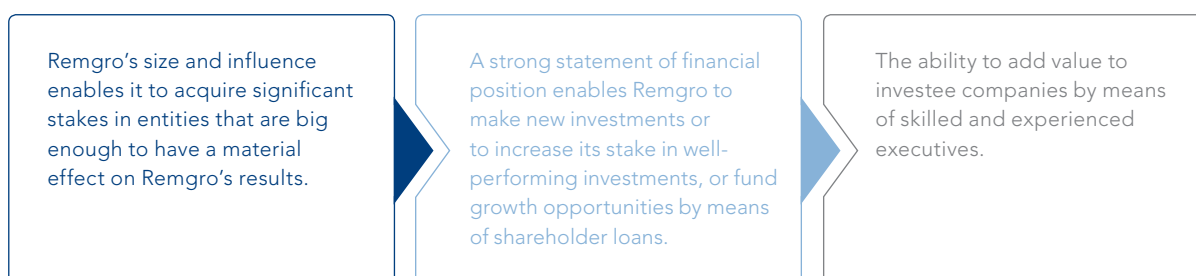 Remgro’s size and influence
enables it to acquire significant
stakes in entities that are big
enough to have a material
effect on Remgro’s results.
A strong statement of financial
position enables Remgro to
make new investments or
to increase its stake in well-
performing investments, or fund
growth opportunities by means
of shareholder loans.
The ability to add value to
investee companies by means
of skilled and experienced
executives.